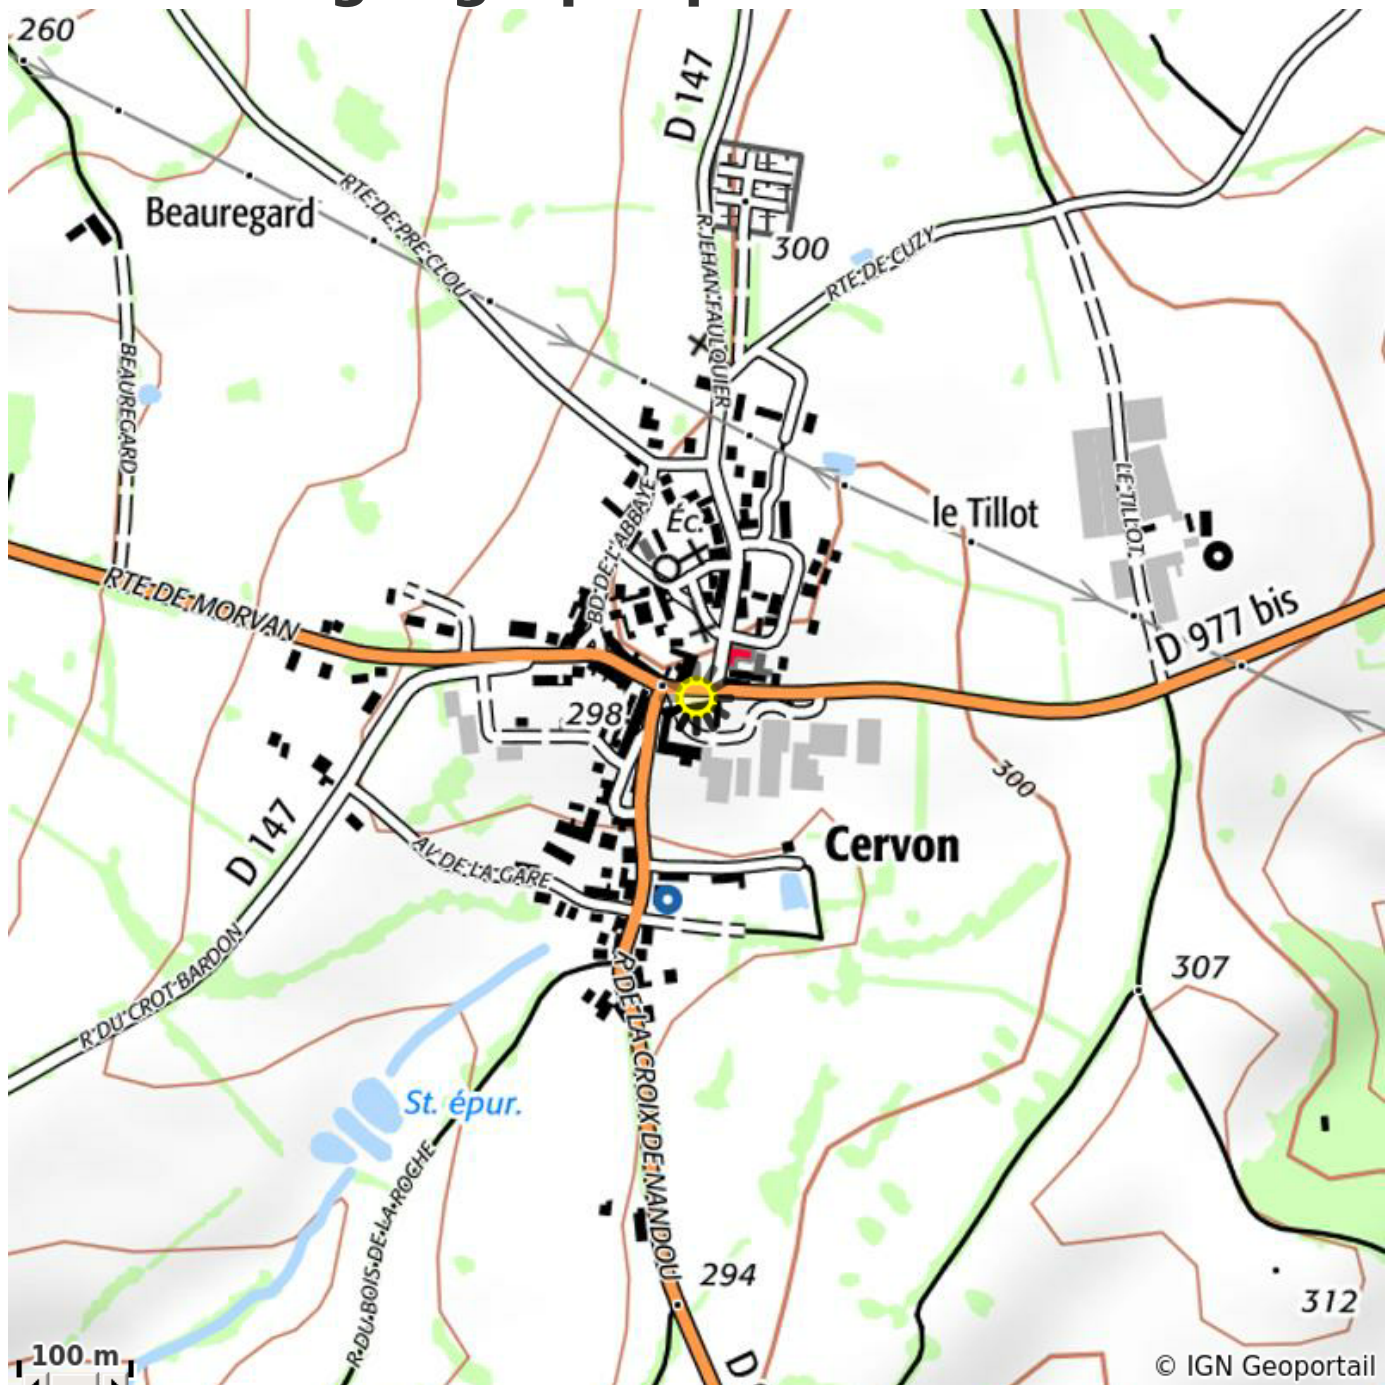 260
D 147
RTE DE PRE CLOU
Beauregard
R JEHAN FAULQUIER
300
RTE DE CUZY
BEAUREGARD
BD DE L'ABBAYE
Éc.
le Tillot
LE TILLOT
RTE DE MORVAN
D 977 bis
298
300
D 147
Cervon
AV DE LA GARE
R DU CROT BARDON
307
R DE LA CROIX DE NANDOU
St. épur.
R DU BOIS DE LA ROCHE
294
312
D
100 m
© IGN Geoportail